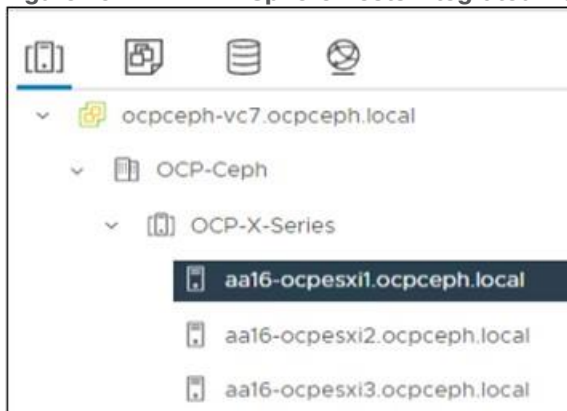 ocpceph-vc7.ocpceph.local
OCP-Ceph
OCP-X-Series
aa16-ocpesxi1.ocpceph.local
aa16-ocpesxi2.ocpceph.local
aa16-ocpesxi3.ocpceph.local